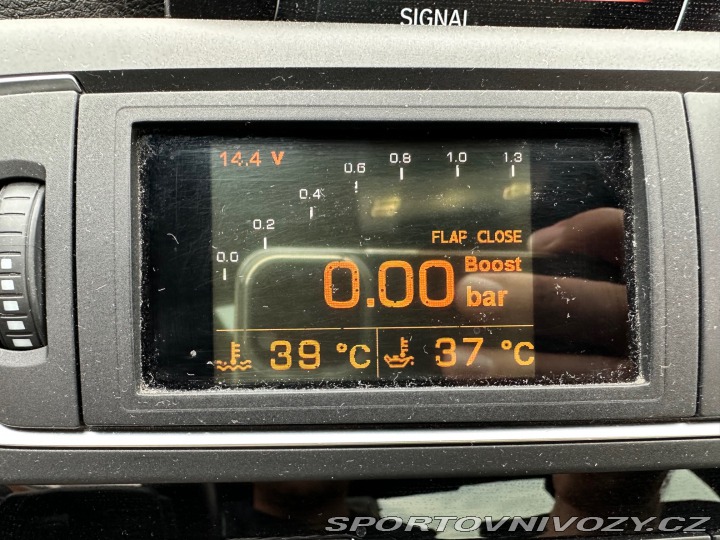 SIGNAL
14.4 V
0.0 0.2 0.4 0.6 0.8 1.0 1.3
FLAP CLOSE
0.00 Boost bar
39 °C 37 °C
SPORTOVNIVOZY.CZ